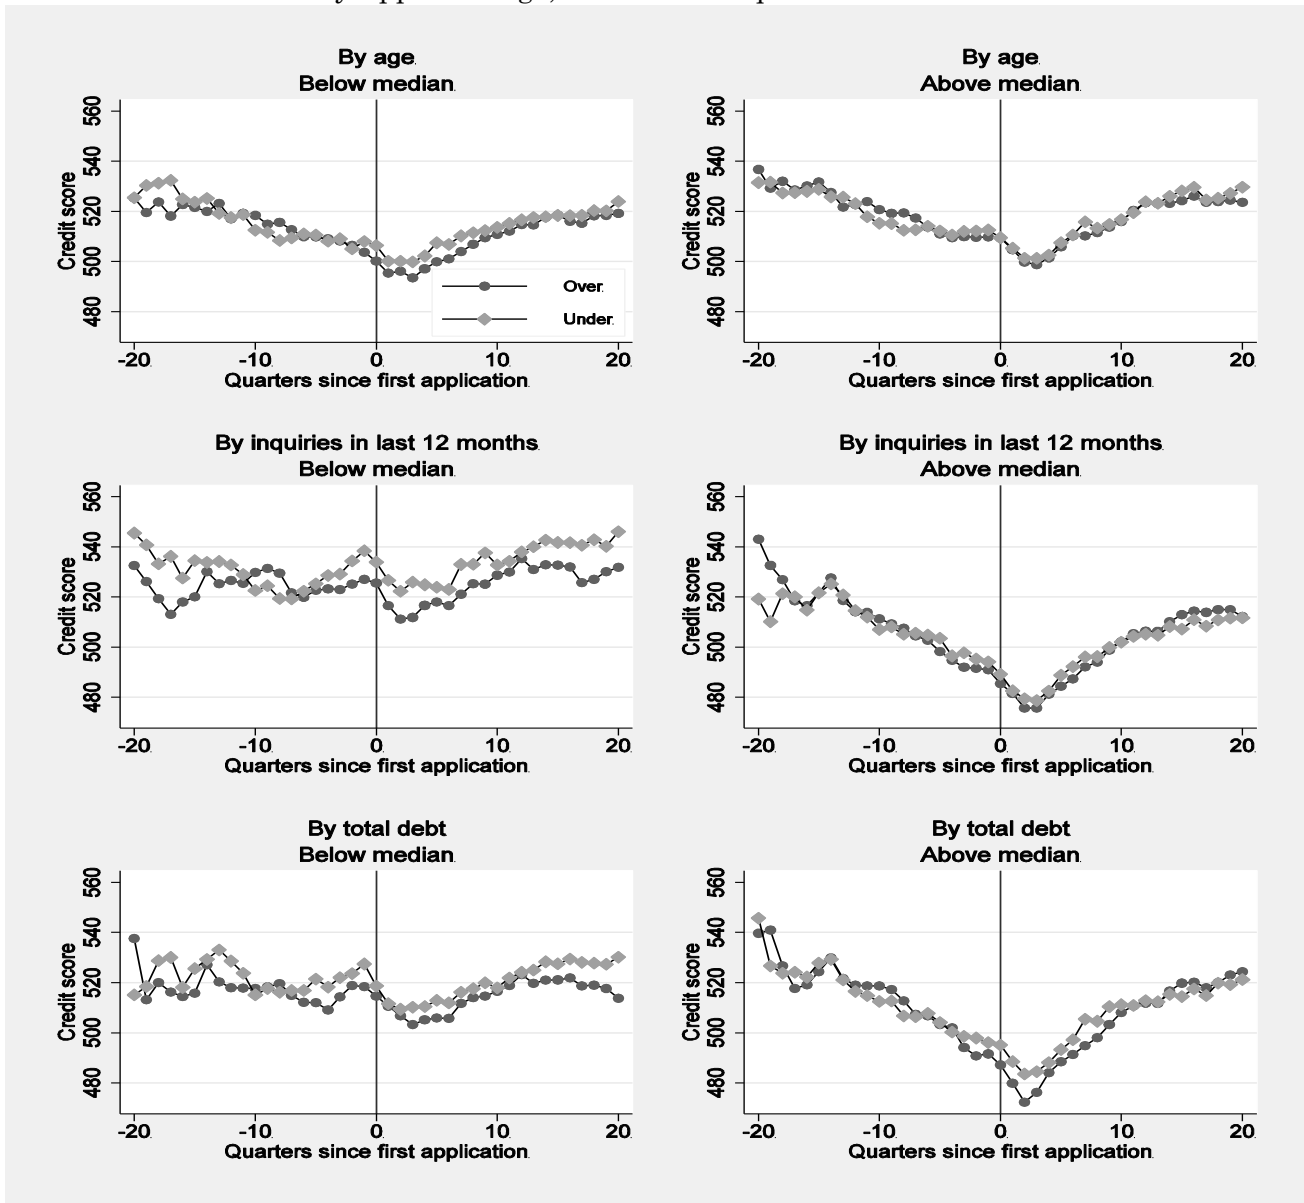 By age
Below median
560
540
520
500
480
Credit score
Over
Under
-20
-10
0
10
20
Quarters since first application
By age
Above median
560
540
520
500
480
Credit score
-20
-10
0
10
20
Quarters since first application
By inquiries in last 12 months
Below median
560
540
520
500
480
Credit score
-20
-10
0
10
20
Quarters since first application
By inquiries in last 12 months
Above median
560
540
520
500
480
Credit score
-20
-10
0
10
20
Quarters since first application
By total debt
Below median
560
540
520
500
480
Credit score
-20
-10
0
10
20
Quarters since first application
By total debt
Above median
560
540
520
500
480
Credit score
-20
-10
0
10
20
Quarters since first application